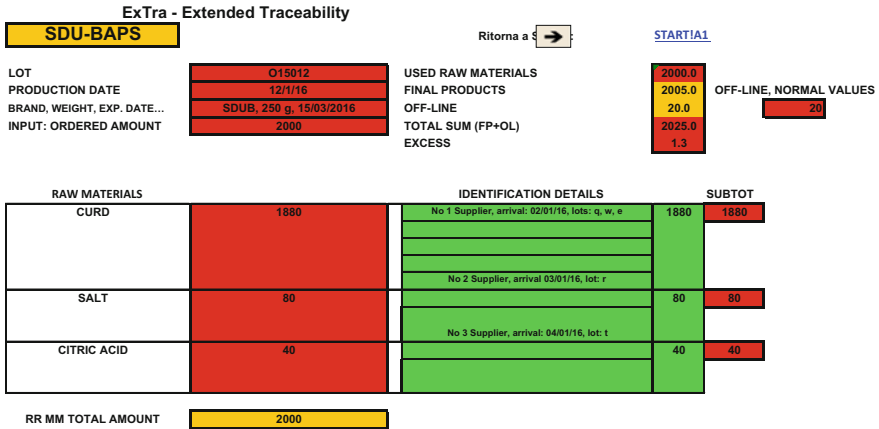 ExTra - Extended Traceability
SDU-BAPS
Ritorna a S : START!A1
LOT O15012 USED RAW MATERIALS 2000.0
PRODUCTION DATE 12/1/16 FINAL PRODUCTS 2005.0 OFF-LINE, NORMAL VALUES
BRAND, WEIGHT, EXP. DATE... SDUB, 250 g, 15/03/2016 OFF-LINE 20.0 20
INPUT: ORDERED AMOUNT 2000 TOTAL SUM (FP+OL) 2025.0
EXCESS 1.3
RAW MATERIALS IDENTIFICATION DETAILS SUBTOT
CURD 1880 No 1 Supplier, arrival: 02/01/16, lots: q, w, e 1880 1880
No 2 Supplier, arrival 03/01/16, lot: r
SALT 80 80 80
No 3 Supplier, arrival: 04/01/16, lot: t
CITRIC ACID 40 40 40
RR MM TOTAL AMOUNT 2000